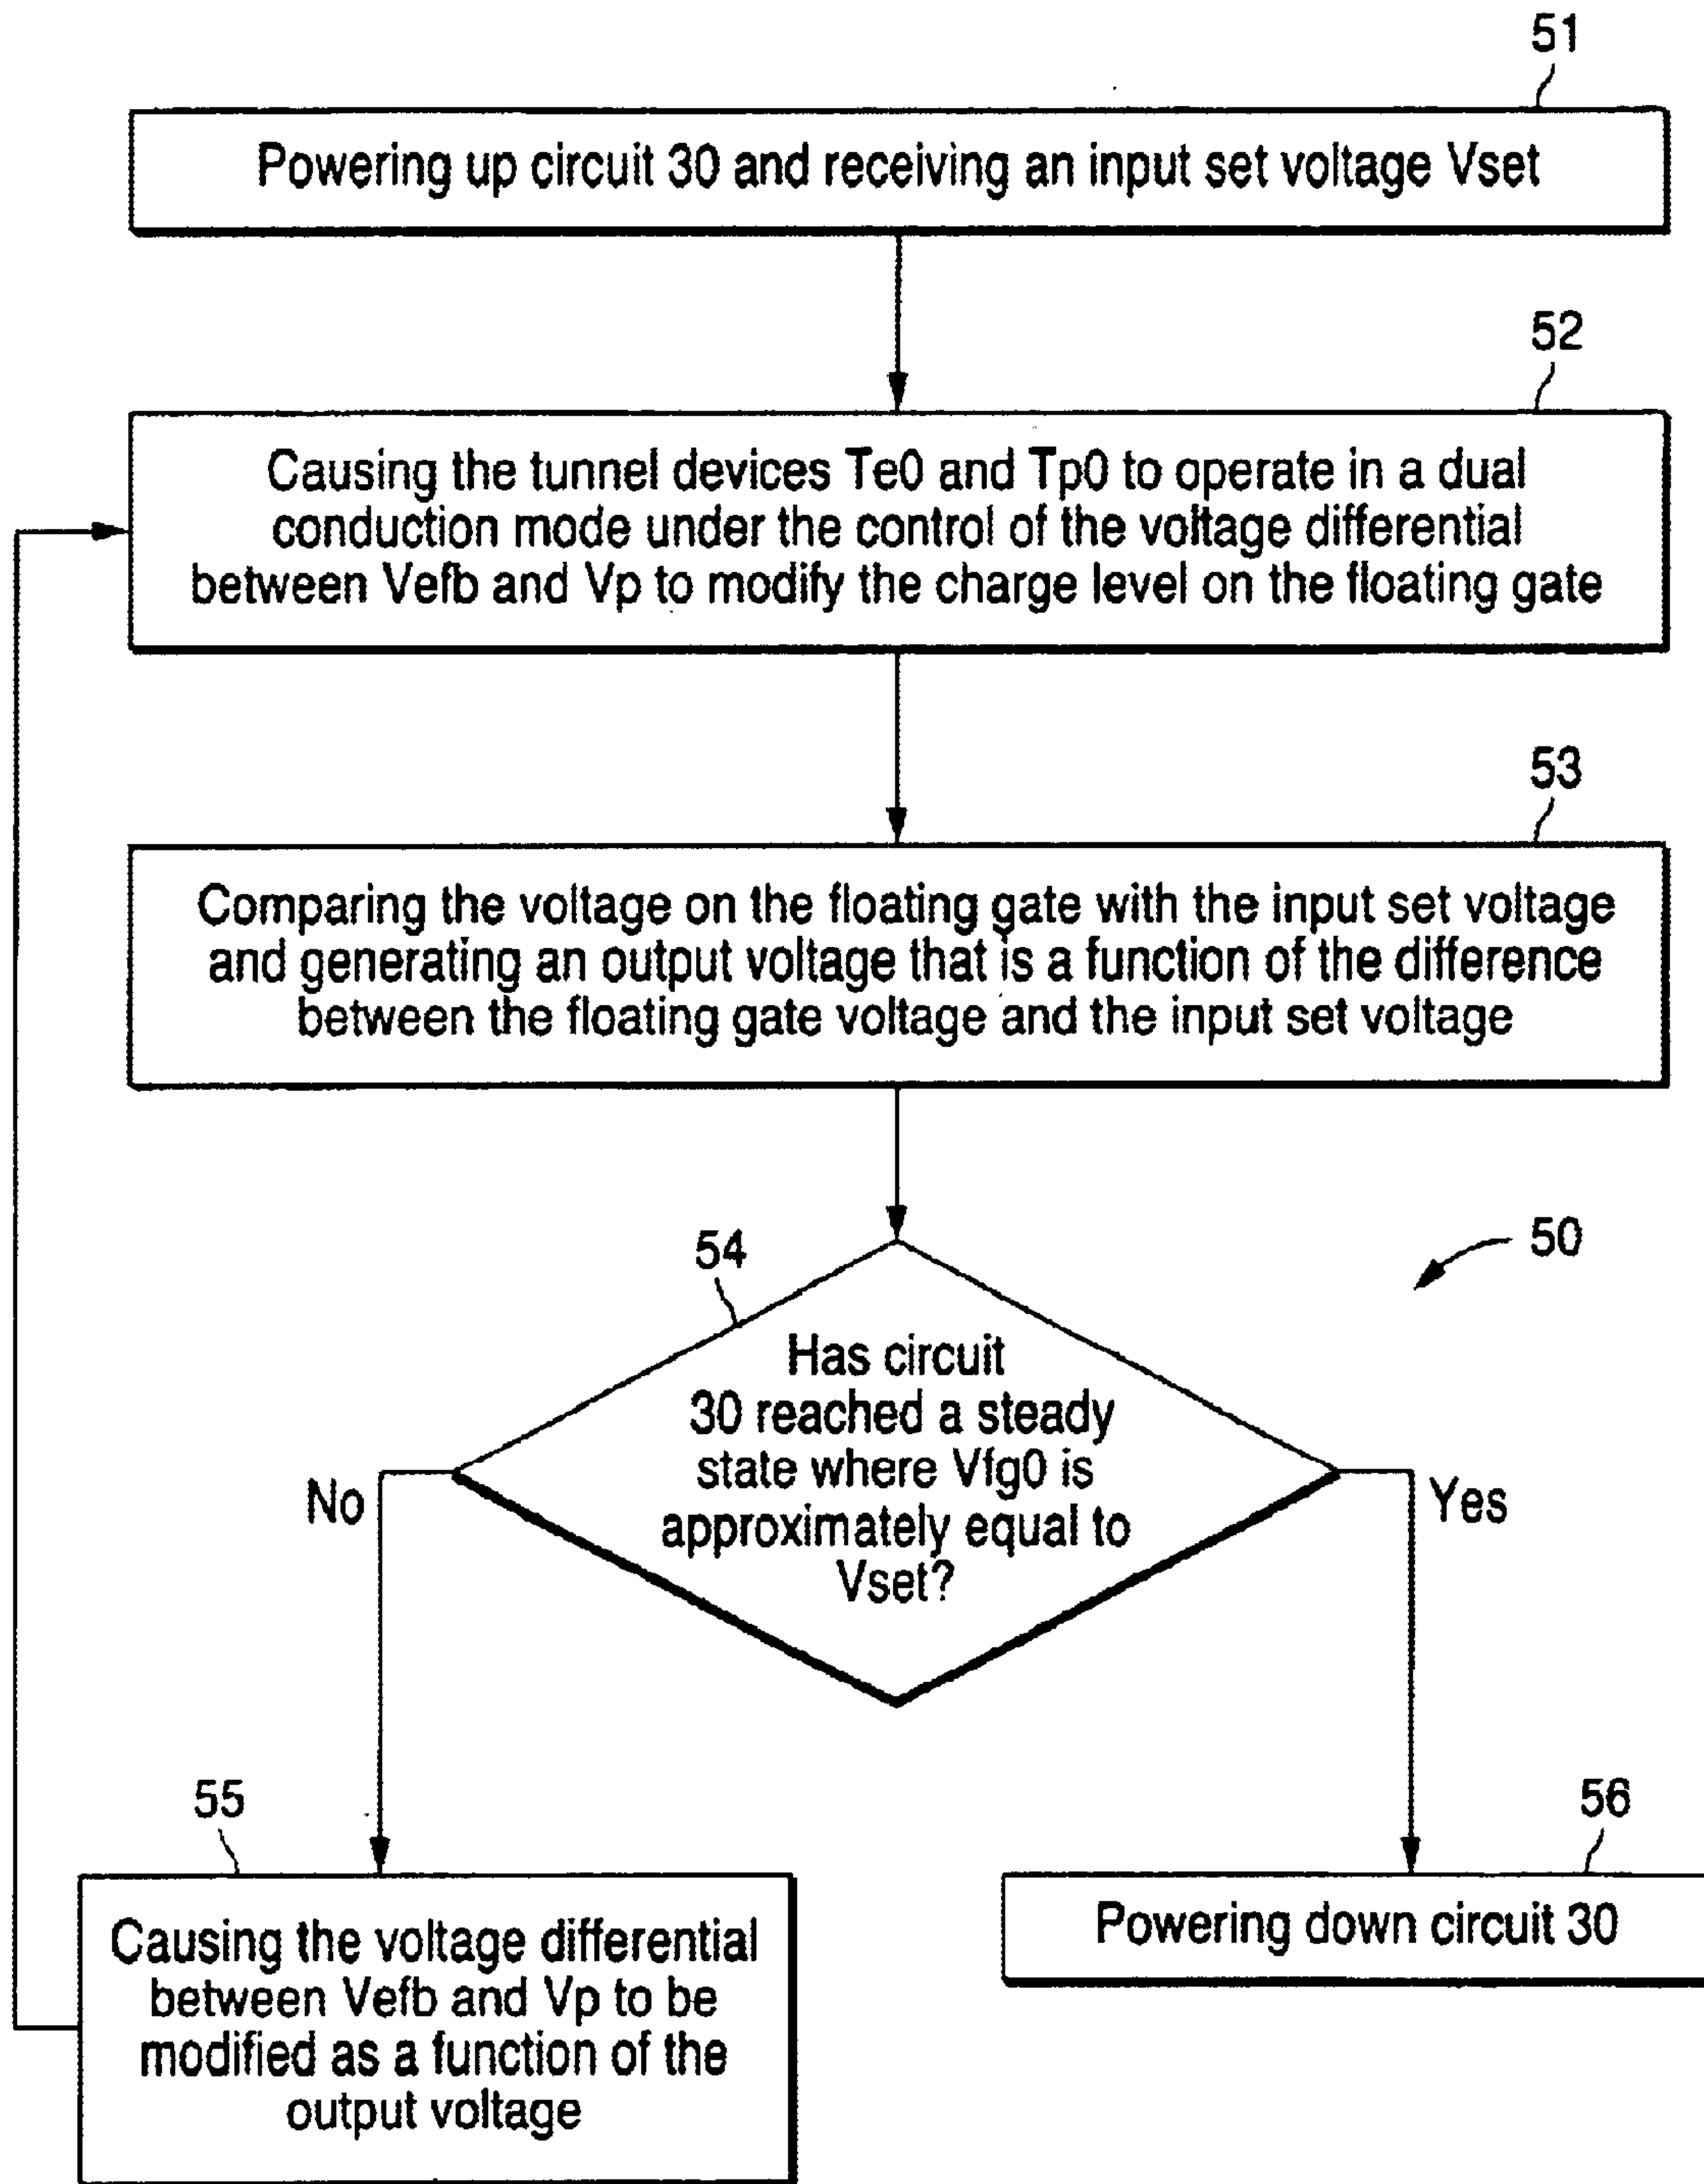 51
Powering up circuit 30 and receiving an input set voltage Vset
52
Causing the tunnel devices Te0 and Tp0 to operate in a dual
conduction mode under the control of the voltage differential
between Vefb and Vp to modify the charge level on the floating gate
53
Comparing the voltage on the floating gate with the input set voltage
and generating an output voltage that is a function of the difference
between the floating gate voltage and the input set voltage
50
54
Has circuit
30 reached a steady
state where Vfg0 is
approximately equal to
Vset?
No
Yes
55
Causing the voltage differential
between Vefb and Vp to be
modified as a function of the
output voltage
56
Powering down circuit 30